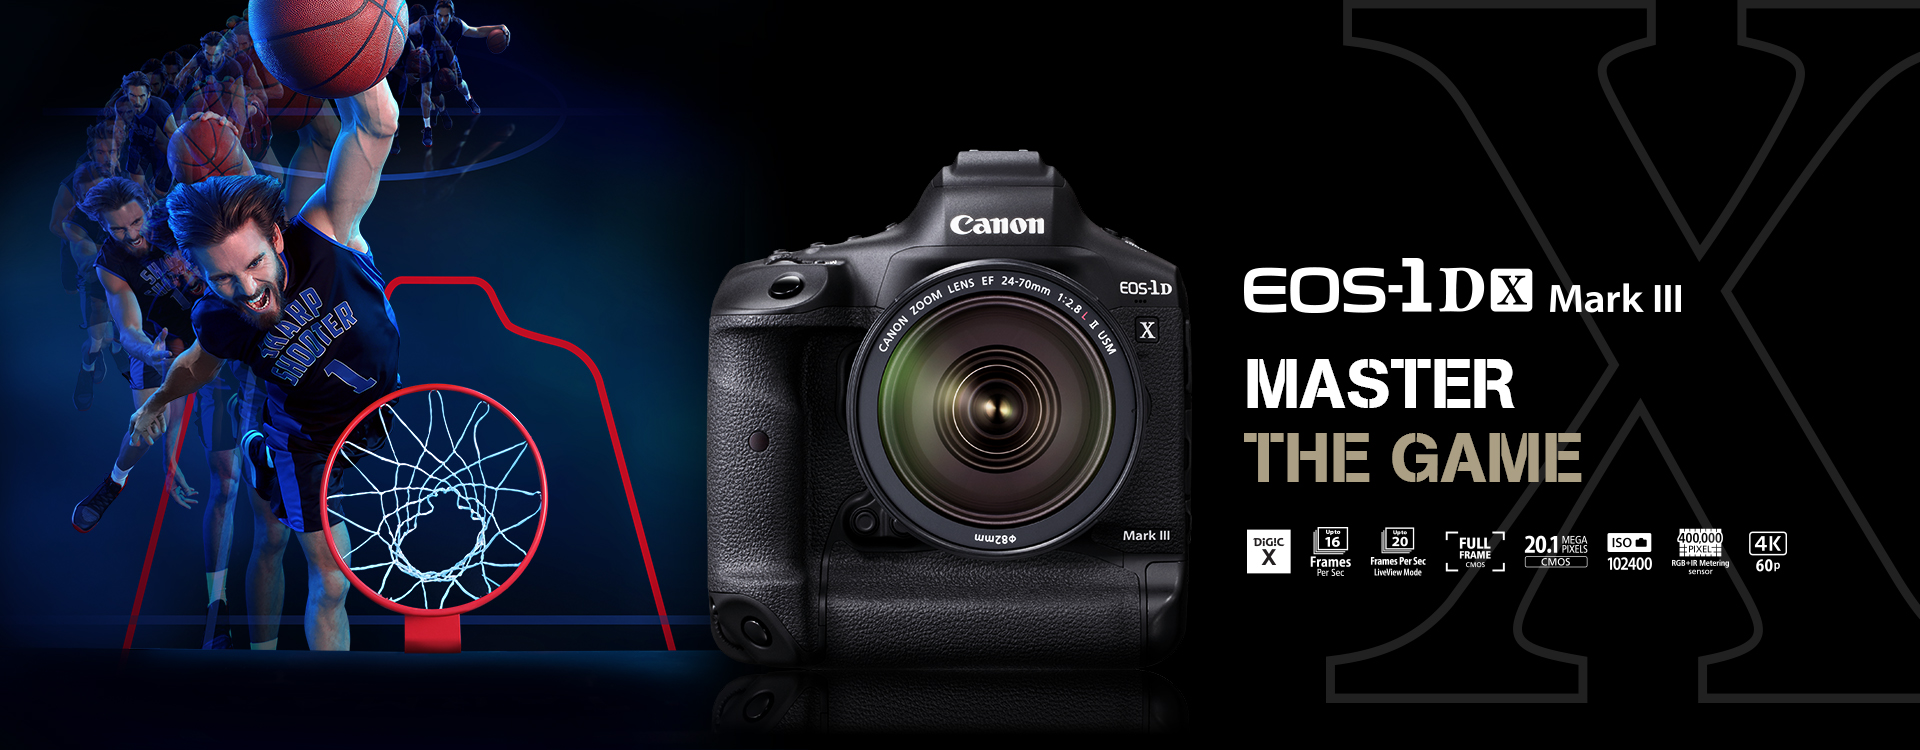 SHARP
SHOOTER
1
Canon
EOS-1D
X
CANON ZOOM LENS EF 24-70mm 1:2.8 L II USM
ø82mm
Mark III
EOS-1D X Mark III
MASTER
THE GAME
DiG!C
X
Up to
16
Frames
Per Sec
Up to
20
Frames Per Sec
LiveView Mode
FULL
FRAME
CMOS
20.1 MEGA PIXELS
CMOS
ISO
102400
400,000
PIXEL
RGB+IR Metering
sensor
4K
60p